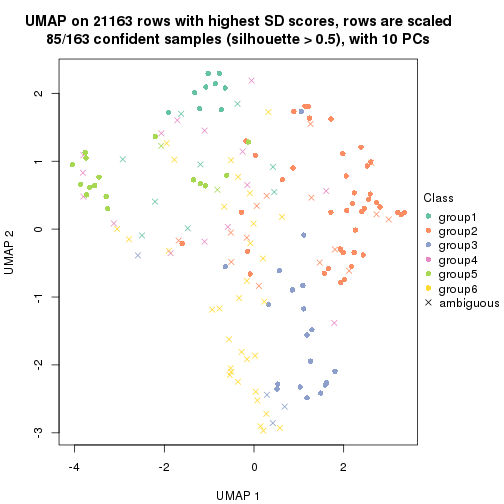 UMAP on 21163 rows with highest SD scores, rows are scaled
85/163 confident samples (silhouette > 0.5), with 10 PCs
2
1
0
-1
-2
-3
UMAP 2
-4
-2
0
2
UMAP 1
Class
group1
group2
group3
group4
group5
group6
ambiguous